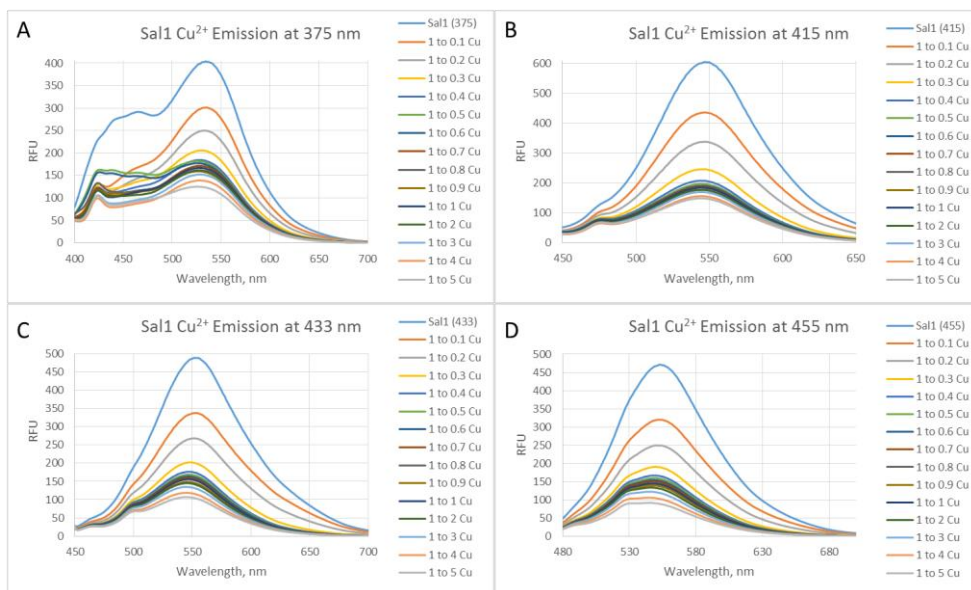 A
Sal1 Cu²⁺ Emission at 375 nm
RFU
400
350
300
250
200
150
100
50
0
400 450 500 550 600 650 700
Wavelength, nm
Sal1 (375)
1 to 0.1 Cu
1 to 0.2 Cu
1 to 0.3 Cu
1 to 0.4 Cu
1 to 0.5 Cu
1 to 0.6 Cu
1 to 0.7 Cu
1 to 0.8 Cu
1 to 0.9 Cu
1 to 1 Cu
1 to 2 Cu
1 to 3 Cu
1 to 4 Cu
1 to 5 Cu
B
Sal1 Cu²⁺ Emission at 415 nm
RFU
600
500
400
300
200
100
0
450 500 550 600 650
Wavelength, nm
Sal1 (415)
1 to 0.1 Cu
1 to 0.2 Cu
1 to 0.3 Cu
1 to 0.4 Cu
1 to 0.5 Cu
1 to 0.6 Cu
1 to 0.7 Cu
1 to 0.8 Cu
1 to 0.9 Cu
1 to 1 Cu
1 to 2 Cu
1 to 3 Cu
1 to 4 Cu
1 to 5 Cu
C
Sal1 Cu²⁺ Emission at 433 nm
RFU
500
450
400
350
300
250
200
150
100
50
0
450 500 550 600 650 700
Wavelength, nm
Sal1 (433)
1 to 0.1 Cu
1 to 0.2 Cu
1 to 0.3 Cu
1 to 0.4 Cu
1 to 0.5 Cu
1 to 0.6 Cu
1 to 0.7 Cu
1 to 0.8 Cu
1 to 0.9 Cu
1 to 1 Cu
1 to 2 Cu
1 to 3 Cu
1 to 4 Cu
1 to 5 Cu
D
Sal1 Cu²⁺ Emission at 455 nm
RFU
500
450
400
350
300
250
200
150
100
50
0
480 530 580 630 680
Wavelength, nm
Sal1 (455)
1 to 0.1 Cu
1 to 0.2 Cu
1 to 0.3 Cu
1 to 0.4 Cu
1 to 0.5 Cu
1 to 0.6 Cu
1 to 0.7 Cu
1 to 0.8 Cu
1 to 0.9 Cu
1 to 1 Cu
1 to 2 Cu
1 to 3 Cu
1 to 4 Cu
1 to 5 Cu